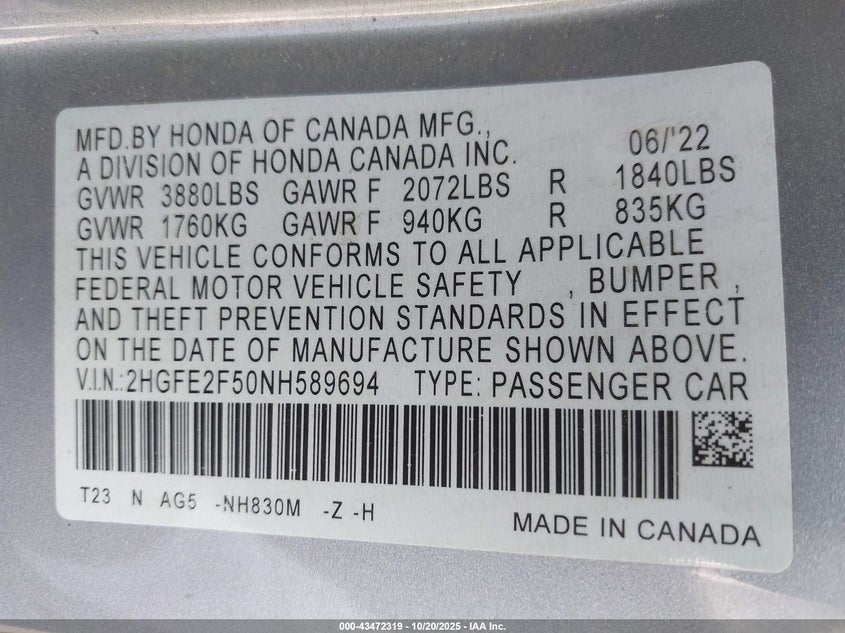 MFD.BY HONDA OF CANADA MFG., 06/'22
A DIVISION OF HONDA CANADA INC.
GVWR 3880LBS GAWR F 2072LBS R 1840LBS
GVWR 1760KG GAWR F 940KG R 835KG
THIS VEHICLE CONFORMS TO ALL APPLICABLE
FEDERAL MOTOR VEHICLE SAFETY , BUMPER ,
AND THEFT PREVENTION STANDARDS IN EFFECT
ON THE DATE OF MANUFACTURE SHOWN ABOVE.
V.I.N.:2HGFE2F50NH589694 TYPE: PASSENGER CAR
T23 N AG5 -NH830M -Z -H
MADE IN CANADA
000-43472319 - 10/20/2025 - IAA Inc.